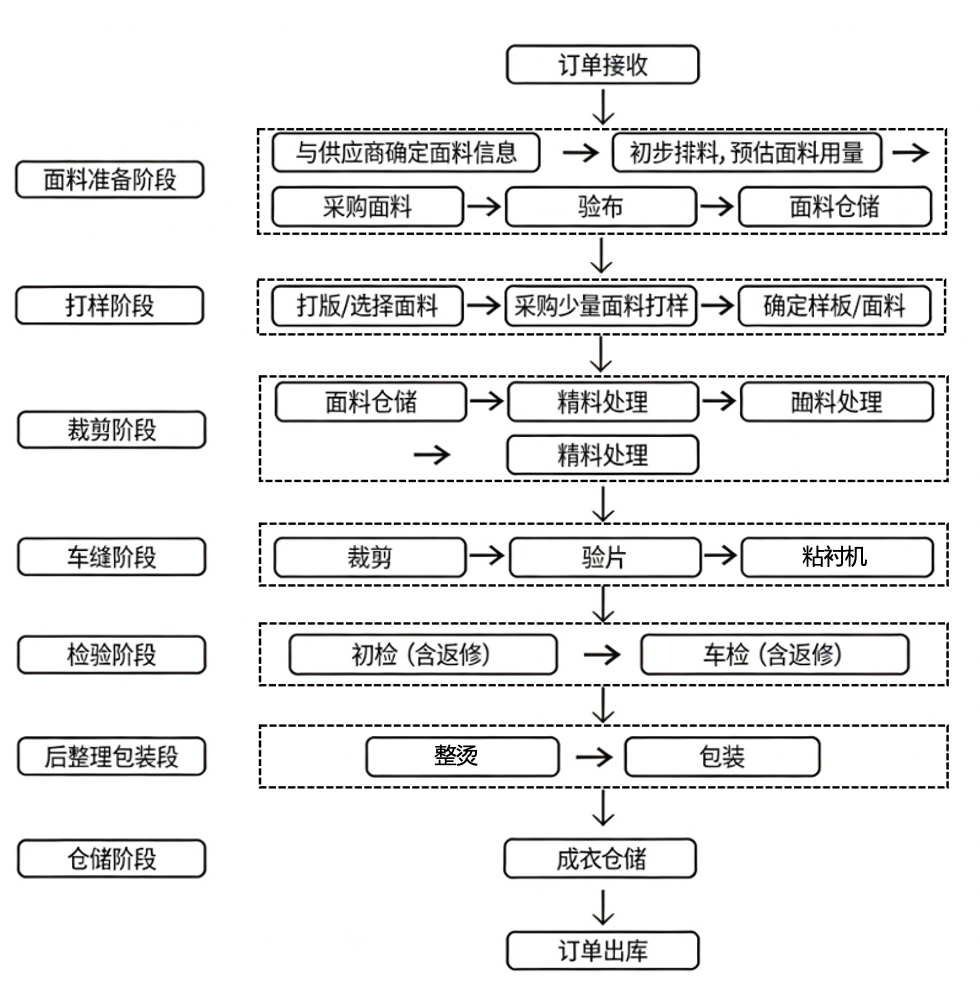 订单接收
面料准备阶段
与供应商确定面料信息
初步排料,预估面料用量
采购面料
验布
面料仓储
打样阶段
打版/选择面料
采购少量面料打样
确定样板/面料
裁剪阶段
面料仓储
精料处理
面料处理
精料处理
车缝阶段
裁剪
验片
粘衬机
检验阶段
初检(含返修)
车检(含返修)
后整理包装段
整烫
包装
仓储阶段
成衣仓储
订单出库